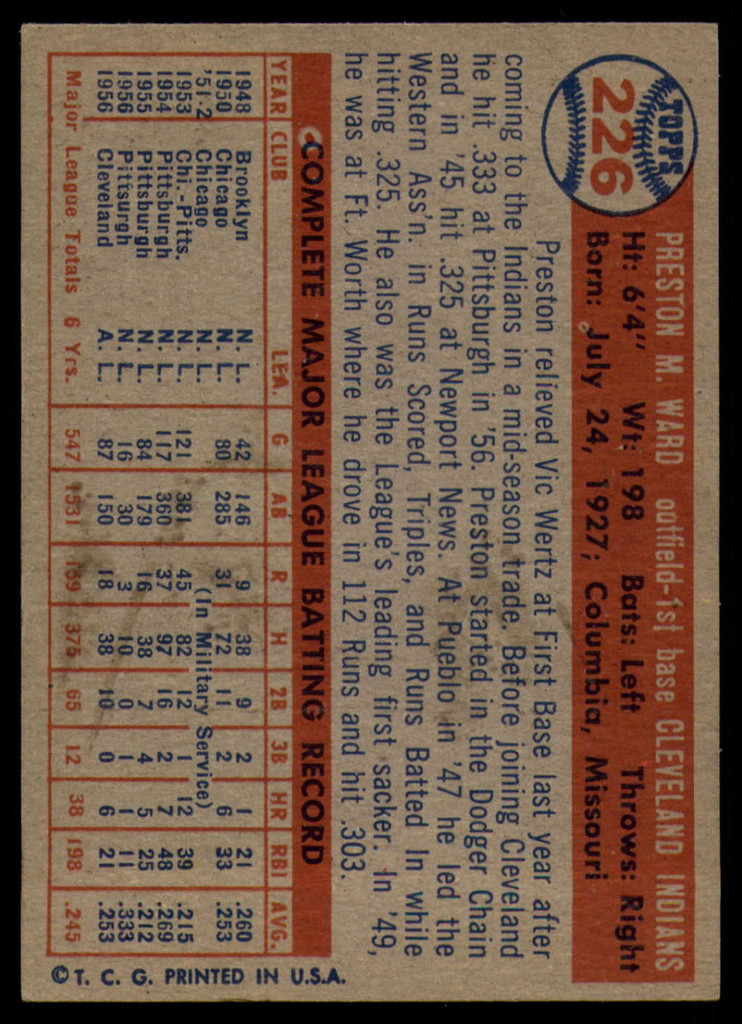 TOPPS
226
PRESTON M. WARD outfield-1st base CLEVELAND INDIANS
Ht: 6'4" Wt: 198 Bats: Left Throws: Right
Born: July 24, 1927; Columbia, Missouri
Preston relieved Vic Wertz at First Base last year after
coming to the Indians in a mid-season trade. Before joining Cleveland
he hit .333 at Pittsburgh in '56. Preston started in the Dodger Chain
and in '45 hit .325 at Newport News. At Pueblo in '47 he led the
Western Ass'n. in Runs Scored, Triples, and Runs Batted In while
hitting .325. He also was the League's leading first sacker. In '49,
he was at Ft. Worth where he drove in 112 Runs and hit .303.
COMPLETE MAJOR LEAGUE BATTING RECORD
YEAR CLUB LEA. G AB R H 2B 3B HR RBI AVG.
1948 Brooklyn N. L. 42 146 9 38 9 2 1 21 .260
1950 Chicago N. L. 80 285 31 72 11 2 6 33 .253
'51-2 Chicago N. L. (In Military Service)
1953 Chi.-Pitts. N. L. 121 381 45 82 12 1 12 39 .215
1954 Pittsburgh N. L. 117 360 37 97 16 2 7 48 .269
1955 Pittsburgh N. L. 84 179 16 38 7 4 5 25 .212
1956 Pittsurgh N. L. 16 30 3 10 0 1 1 11 .333
1956 Cleveland A. L. 87 150 18 38 10 0 6 21 .253
Major League Totals 6 Yrs. 547 1531 159 375 65 12 38 198 .245
© T. C. G. PRINTED IN U.S.A.